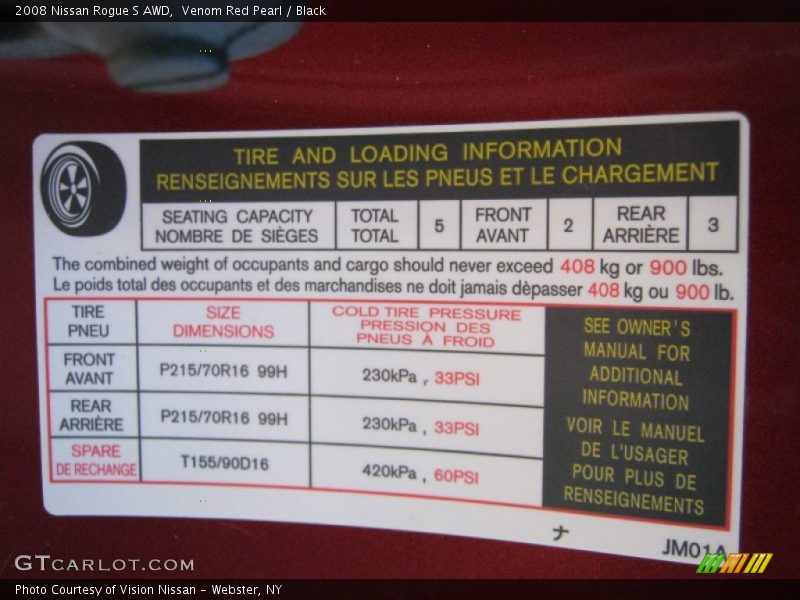 2008 Nissan Rogue S AWD,  Venom Red Pearl / Black
TIRE AND LOADING INFORMATION
RENSEIGNEMENTS SUR LES PNEUS ET LE CHARGEMENT
SEATING CAPACITY TOTAL 5 FRONT 2 REAR 3
NOMBRE DE SIÈGES TOTAL AVANT ARRIÈRE
The combined weight of occupants and cargo should never exceed 408 kg or 900 lbs.
Le poids total des occupants et des marchandises ne doit jamais dèpasser 408 kg ou 900 lb.
TIRE
PNEU
SIZE
DIMENSIONS
COLD TIRE PRESSURE
PRESSION DES
PNEUS À FROID
FRONT
AVANT
P215/70R16 99H
230kPa , 33PSI
REAR
ARRIÈRE
P215/70R16 99H
230kPa , 33PSI
SPARE
DE RECHANGE
T155/90D16
420kPa , 60PSI
SEE OWNER'S
MANUAL FOR
ADDITIONAL
INFORMATION
VOIR LE MANUEL
DE L'USAGER
POUR PLUS DE
RENSEIGNEMENTS
ナ
JM01A
GTCARLOT.COM
Photo Courtesy of Vision Nissan - Webster, NY